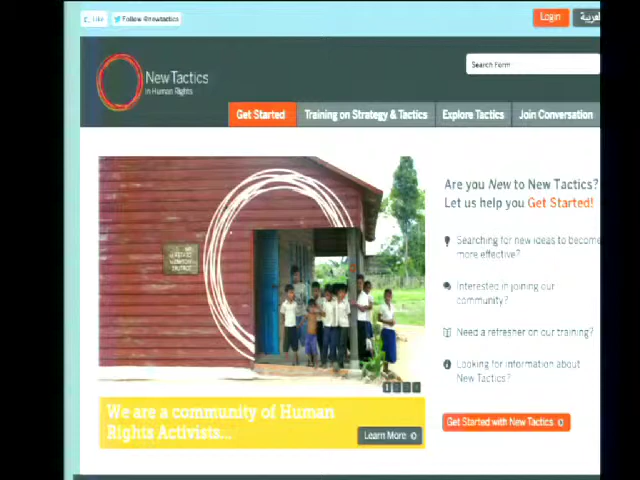 Like
Follow @newtactics
Login
New Tactics
in Human Rights
Search Form
Get Started
Training on Strategy & Tactics
Explore Tactics
Join Conversation
Are you New to New Tactics?
Let us help you Get Started!
Searching for new ideas to become
more effective?
Interested in joining our
community?
Need a refresher on our training?
Looking for information about
New Tactics?
Get Started with New Tactics
We are a community of Human
Rights Activists...
Learn More